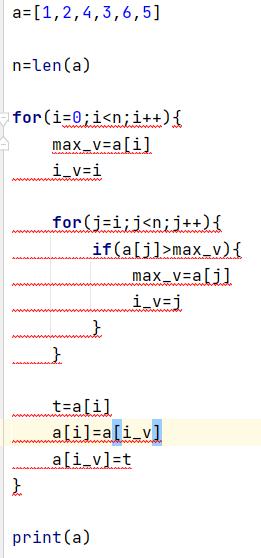 a=[1,2,4,3,6,5]
n=len(a)
for(i=0;i<n;i++){
    max_v=a[i]
    i_v=i
    for(j=i;j<n;j++){
        if(a[j]>max_v){
            max_v=a[j]
            i_v=j
        }
    }
    t=a[i]
    a[i]=a[i_v]
    a[i_v]=t
}
print(a)